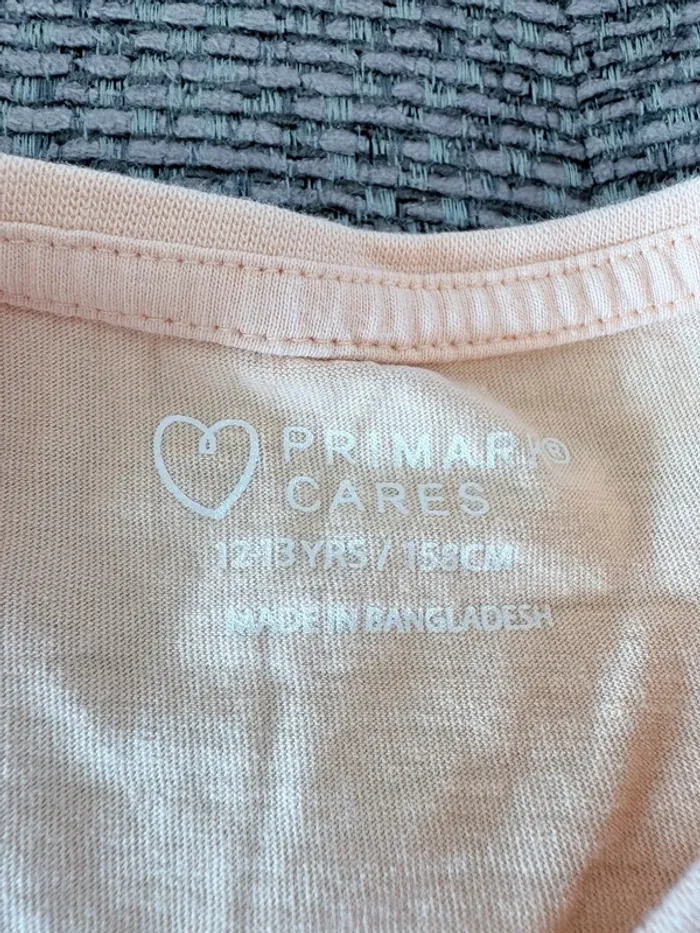 PRIMARK®
CARES
12-13 YRS / 158CM
MADE IN BANGLADESH